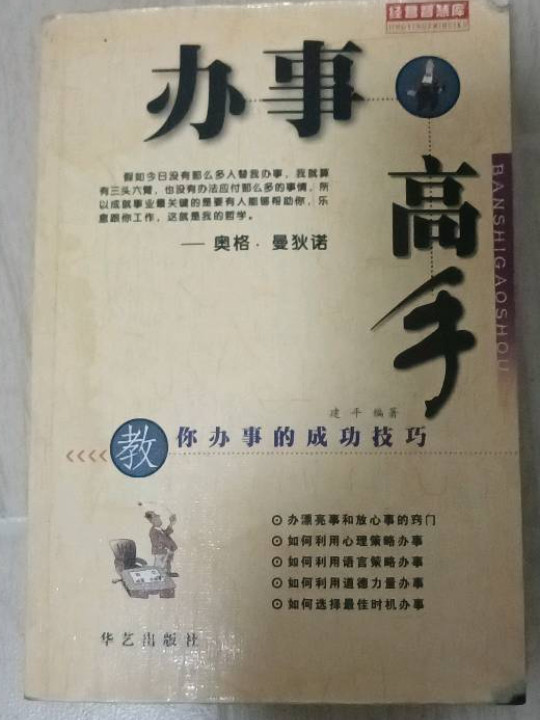 经营智慧库
办事
高手
BANSHIGAOSHOU
假如今日没有那么多人替我办事，我就算
有三头六臂，也没有办法应付那么多的事情，所
以成就事业最关键的是要有人能够帮助你，乐
意跟你工作，这就是我的哲学。
——奥格·曼狄诺
建平 编著
教你办事的成功技巧
⊙办漂亮事和放心事的窍门
⊙如何利用心理策略办事
⊙如何利用语言策略办事
⊙如何利用道德力量办事
⊙如何选择最佳时机办事
华艺出版社